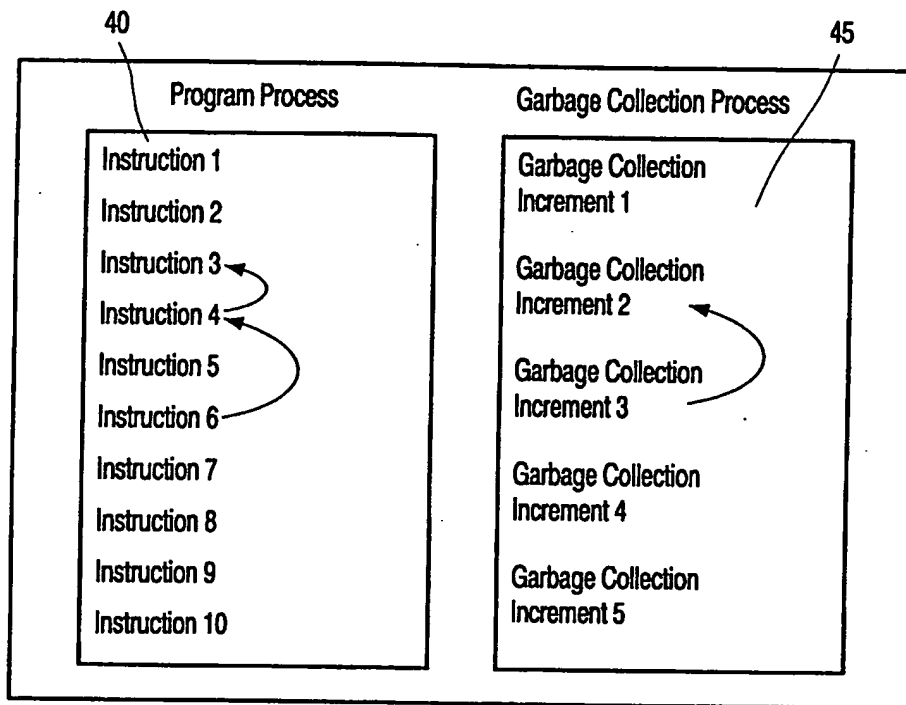 40
45
Program Process
Garbage Collection Process
Instruction 1
Instruction 2
Instruction 3
Instruction 4
Instruction 5
Instruction 6
Instruction 7
Instruction 8
Instruction 9
Instruction 10
Garbage Collection
Increment 1
Garbage Collection
Increment 2
Garbage Collection
Increment 3
Garbage Collection
Increment 4
Garbage Collection
Increment 5